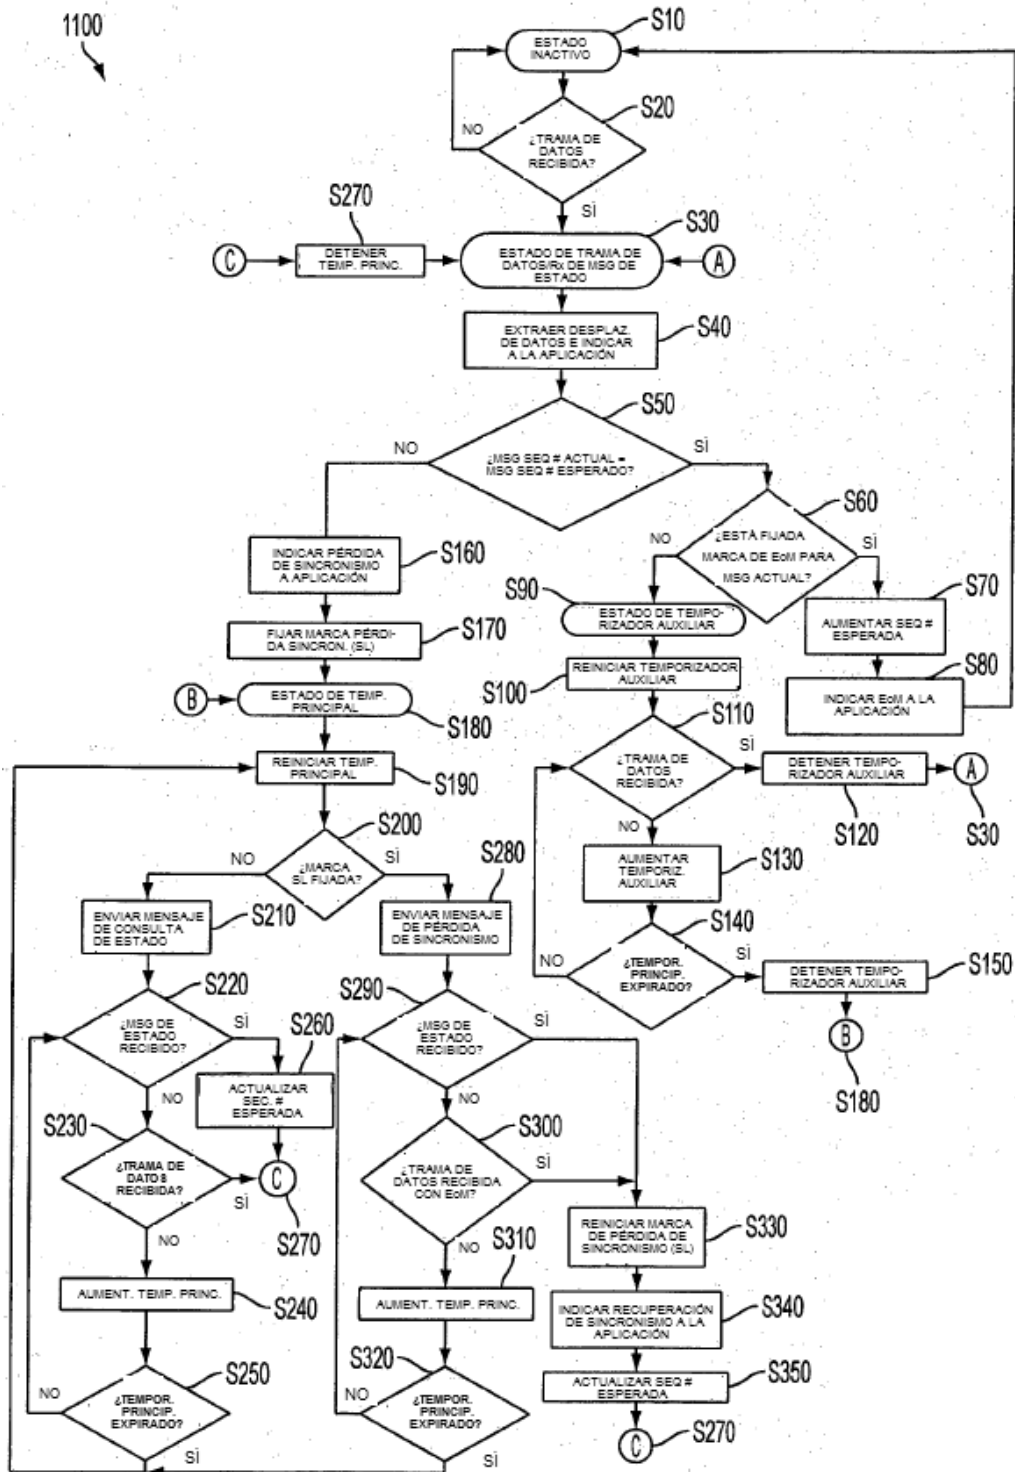 1100
S10
ESTADO
INACTIVO
S20
NO
¿TRAMA DE
DATOS
RECIBIDA?
SÍ
S270
S30
C
DETENER
TEMP. PRINC.
ESTADO DE TRAMA DE
DATOS/Rx DE MSG DE
ESTADO
A
S40
EXTRAER DESPLAZ.
DE DATOS E INDICAR
A LA APLICACIÓN
S50
NO
¿MSG SEQ # ACTUAL =
MSG SEQ # ESPERADO?
SÍ
S60
NO
¿ESTÁ FIJADA
MARCA DE EoM PARA
MSG ACTUAL?
SÍ
INDICAR PÉRDIDA
DE SINCRONISMO
A APLICACIÓN
S160
S90
ESTADO DE TEMPO-
RIZADOR AUXILIAR
S70
AUMENTAR SEQ #
ESPERADA
FIJAR MARCA PÉRDI-
DA SINCRON. (SL)
S170
REINICIAR TEMPORIZADOR
AUXILIAR
S100
S80
INDICAR EoM A LA
APLICACIÓN
B
ESTADO DE TEMP.
PRINCIPAL
S180
S110
¿TRAMA DE
DATOS
RECIBIDA?
SÍ
DETENER TEMPO-
RIZADOR AUXILIAR
A
S120
S30
REINICIAR TEMP.
PRINCIPAL
S190
NO
S200
NO
¿MARCA
SL FIJADA?
SÍ
S280
AUMENTAR
TEMPORIZ.
AUXILIAR
S130
ENVIAR MENSAJE
DE CONSULTA
DE ESTADO
S210
ENVIAR MENSAJE
DE PÉRDIDA
DE SINCRONISMO
S140
NO
¿TEMPOR.
PRINCIP.
EXPIRADO?
SÍ
DETENER TEMPO-
RIZADOR AUXILIAR
S150
B
S180
S220
¿MSG DE
ESTADO
RECIBIDO?
SÍ
S260
NO
ACTUALIZAR
SEC. #
ESPERADA
S290
¿MSG DE
ESTADO
RECIBIDO?
SÍ
NO
S230
¿TRAMA DE
DATOS
RECIBIDA?
SÍ
C
S270
NO
S300
¿TRAMA DE
DATOS RECIBIDA
CON EoM?
SÍ
NO
S310
REINICIAR MARCA
DE PÉRDIDA DE
SINCRONISMO (SL)
S330
AUMENT. TEMP. PRINC.
S240
AUMENT. TEMP. PRINC.
INDICAR RECUPERACIÓN
DE SINCRONISMO A LA
APLICACIÓN
S340
S250
NO
¿TEMPOR.
PRINCIP.
EXPIRADO?
SÍ
S320
NO
¿TEMPOR.
PRINCIP.
EXPIRADO?
SÍ
ACTUALIZAR SEQ #
ESPERADA
S350
C
S270